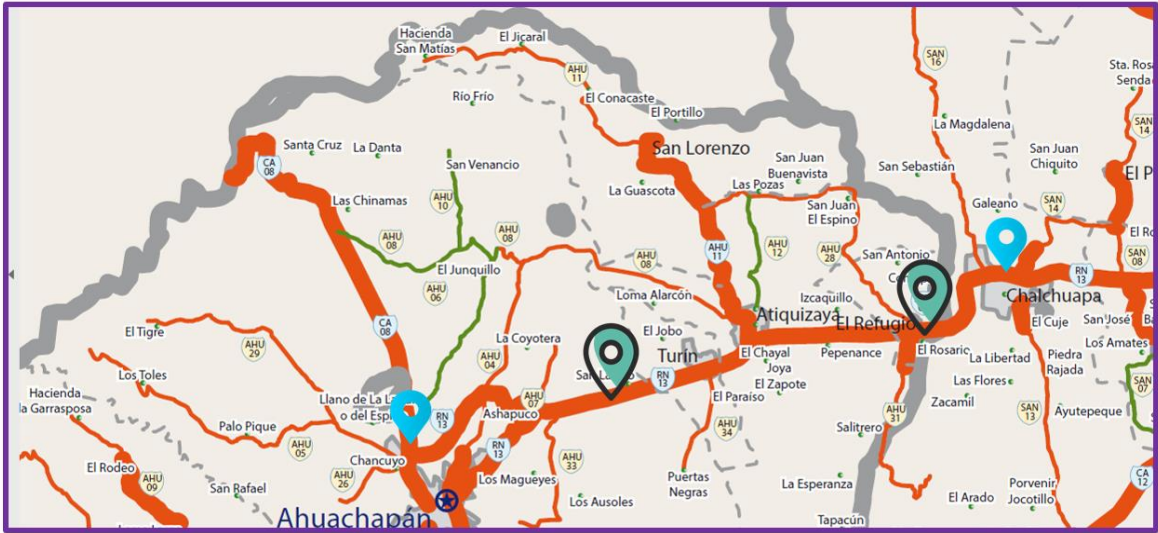 Hacienda
San Matías
El Jicaral
AHU
11
SAN
16
Sta. Rosa
Senda
Río Frío
El Conacaste
El Portillo
La Magdalena
SAN
14
CA
08
Santa Cruz
La Danta
San Venancio
San Lorenzo
San Juan
Buenavista
San Sebastián
San Juan
Chiquito
Las Chinamas
AHU
10
La Guascota
Las Pozas
San Juan
El Espino
Galeano
SAN
14
El P
AHU
08
AHU
08
AHU
11
AHU
12
AHU
28
San Antonio
El Ro
SAN
08
El Junquillo
AHU
08
RN
13
AHU
06
Loma Alarcón
Izcaquillo
Chalchuapa
El Tigre
CA
08
La Coyotera
El Jobo
Atiquizaya
El Refugio
El Cuje
San José
AHU
29
AHU
04
Turín
El Chayal
Pepenance
El Rosario
La Libertad
Los Amates
Los Toles
RN
13
Joya
El Zapote
Piedra
Rajada
Las Flores
SAN
07
Hacienda
la Garrasposa
AHU
07
El Paraíso
Zacamil
SAN
13
Ayutepeque
Palo Pique
RN
13
Ashapuco
AHU
31
AHU
05
AHU
34
Salitrero
Chancuyo
RN
13
El Rodeo
AHU
26
Los Magueyes
AHU
33
Puertas
Negras
La Esperanza
CA
12
AHU
09
San Rafael
Los Ausoles
El Arado
Porvenir
Jocotillo
Ahuachapán
Tapacún